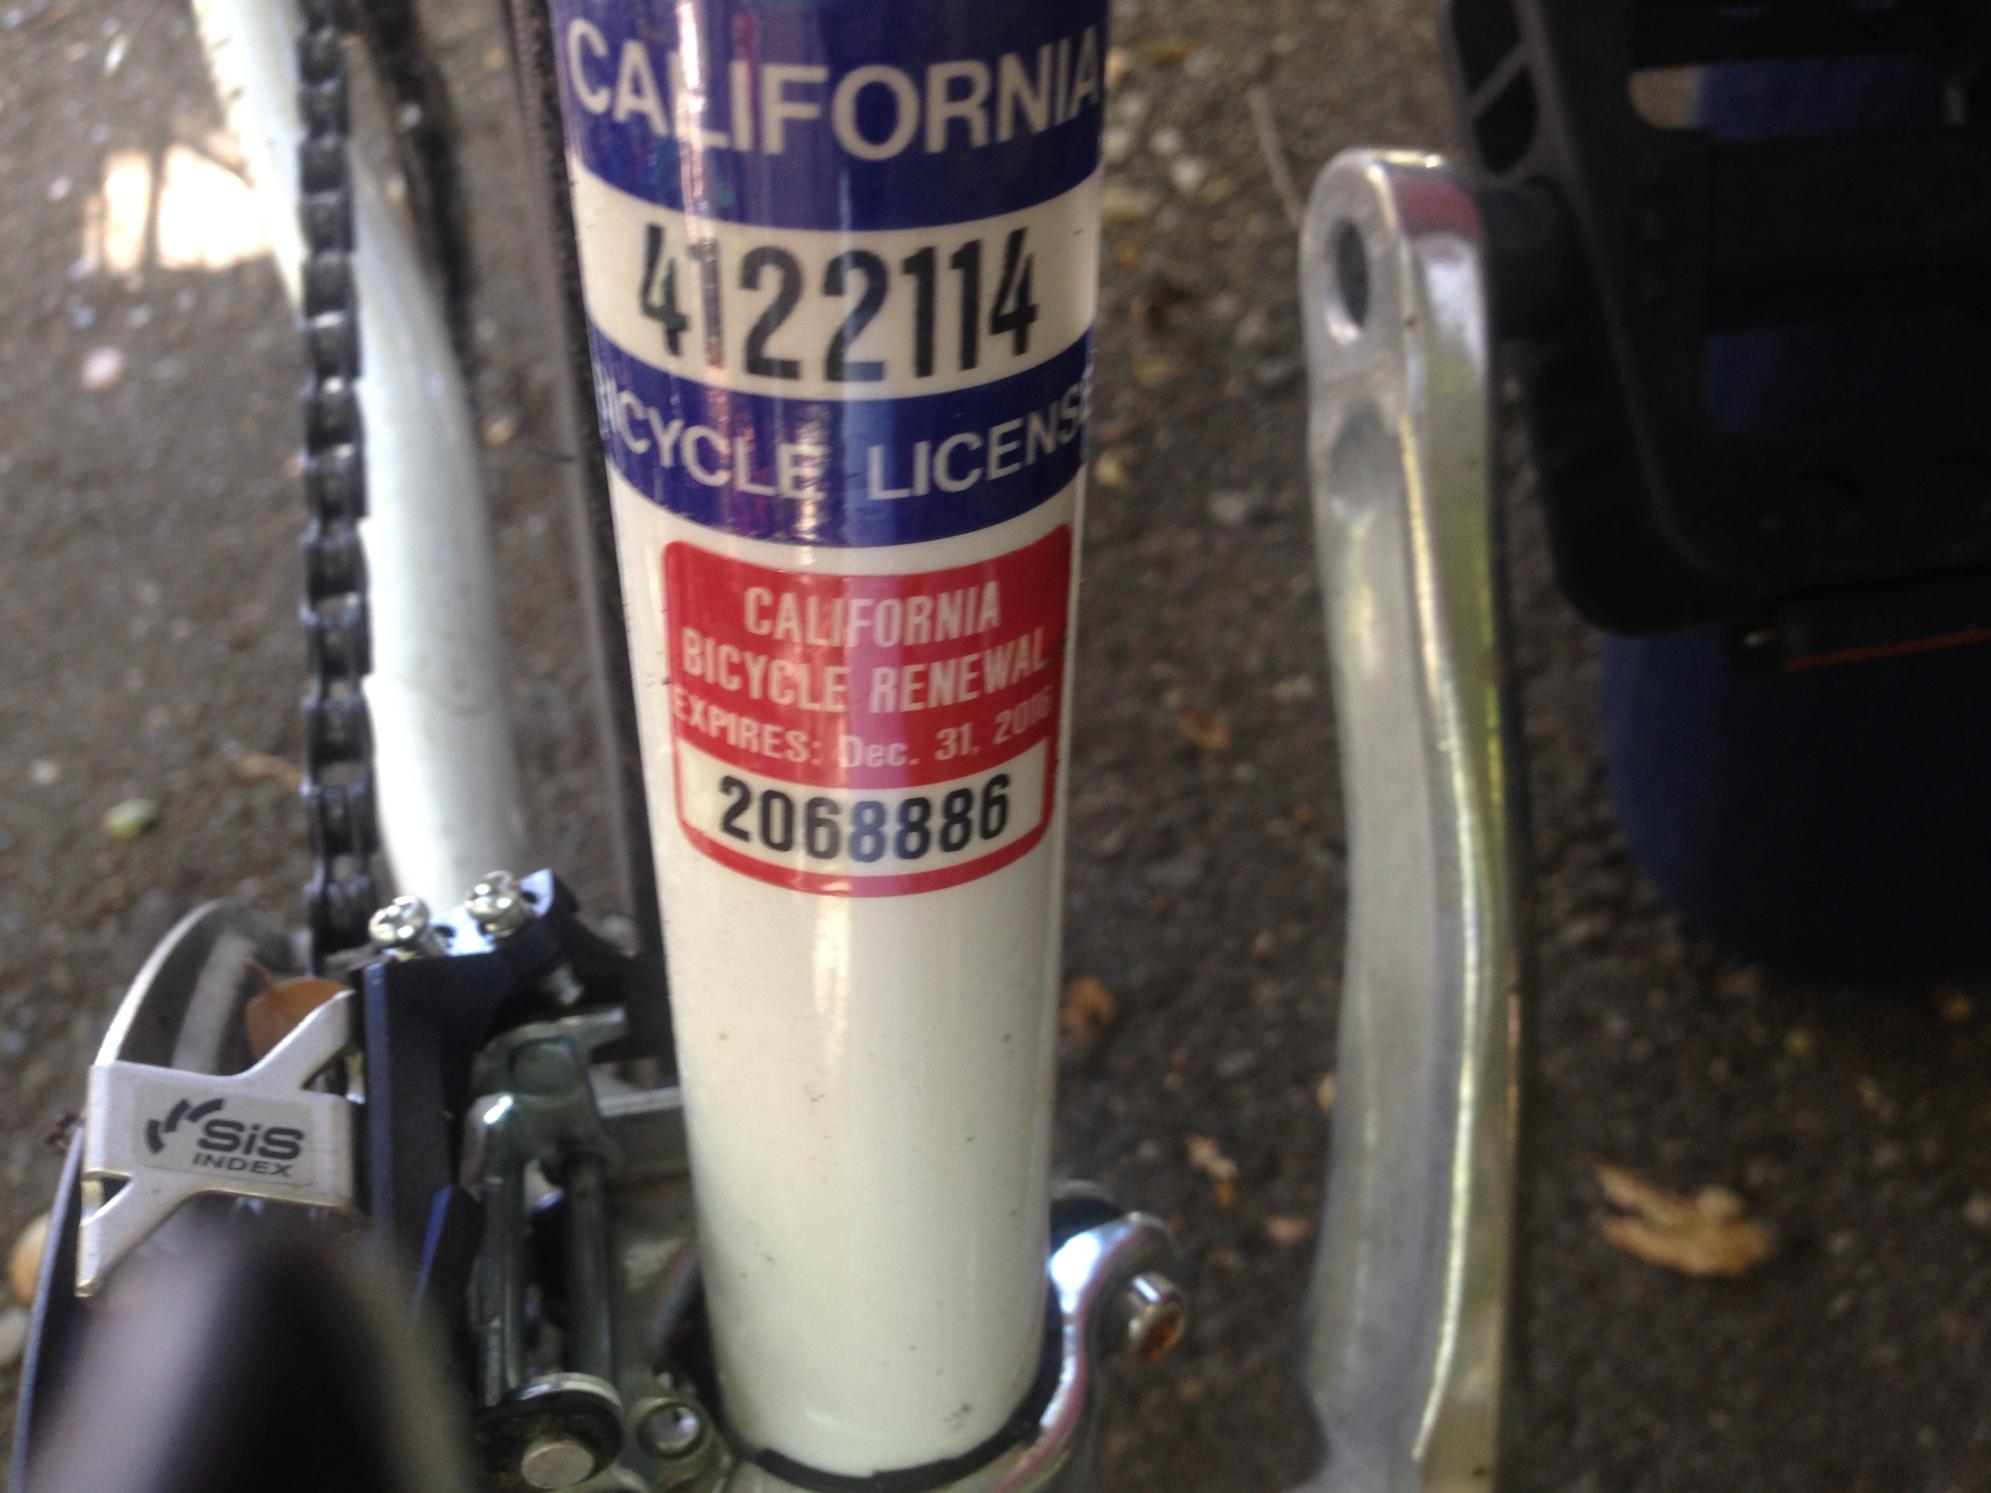 CALIFORNIA
4122114
BICYCLE LICENSE
CALIFORNIA
BICYCLE RENEWAL
EXPIRES: Dec. 31, 2016
2068886
SiS
INDEX